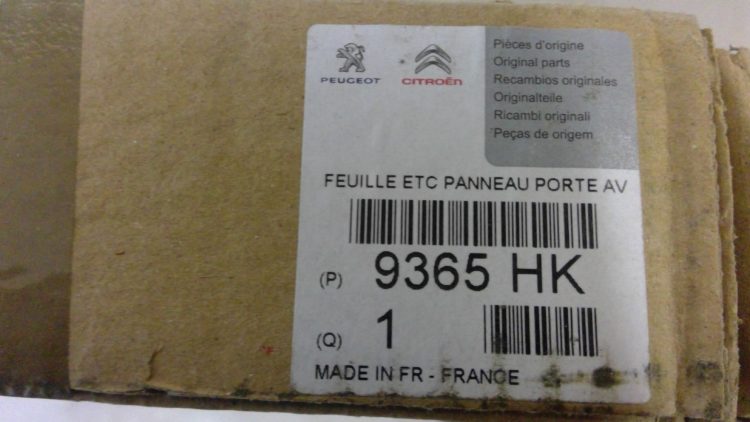 PEUGEOT CITROËN
Pièces d'origine
Original parts
Recambios originales
Originalteile
Ricambi originali
Peças de origem
FEUILLE ETC PANNEAU PORTE AV
(P) 9365 HK
(Q) 1
MADE IN FR - FRANCE